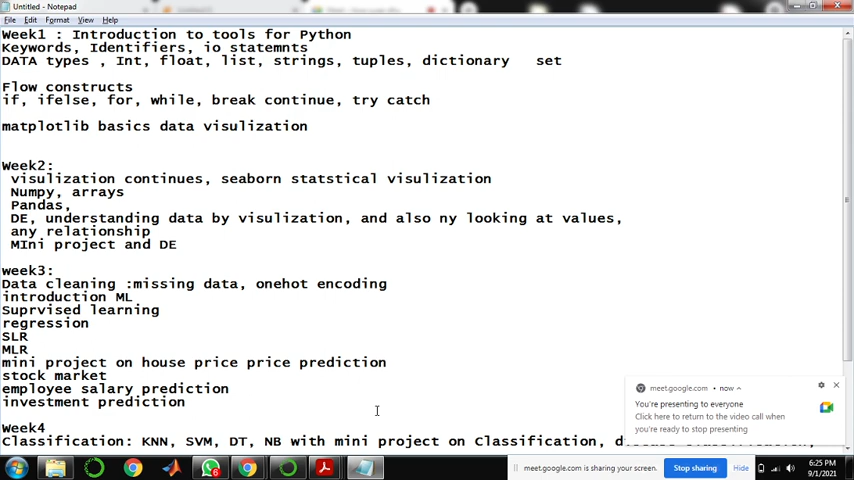 Untitled - Notepad
File Edit Format View Help
Week1 : Introduction to tools for Python
Keywords, Identifiers, io statemnts
DATA types , Int, float, list, strings, tuples, dictionary   set
Flow constructs
if, ifelse, for, while, break continue, try catch
matplotlib basics data visulization
Week2:
visulization continues, seaborn statstical visulization
Numpy, arrays
Pandas,
DE, understanding data by visulization, and also ny looking at values,
any relationship
MIni project and DE
week3:
Data cleaning :missing data, onehot encoding
introduction ML
Suprvised learning
regression
SLR
MLR
mini project on house price price prediction
stock market
employee salary prediction
investment prediction
Week4
Classification: KNN, SVM, DT, NB with mini project on Classification,
meet.google.com • now
You're presenting to everyone
Click here to return to the video call when
you're ready to stop presenting
meet.google.com is sharing your screen.
Stop sharing
Hide
6:25 PM
9/1/2021